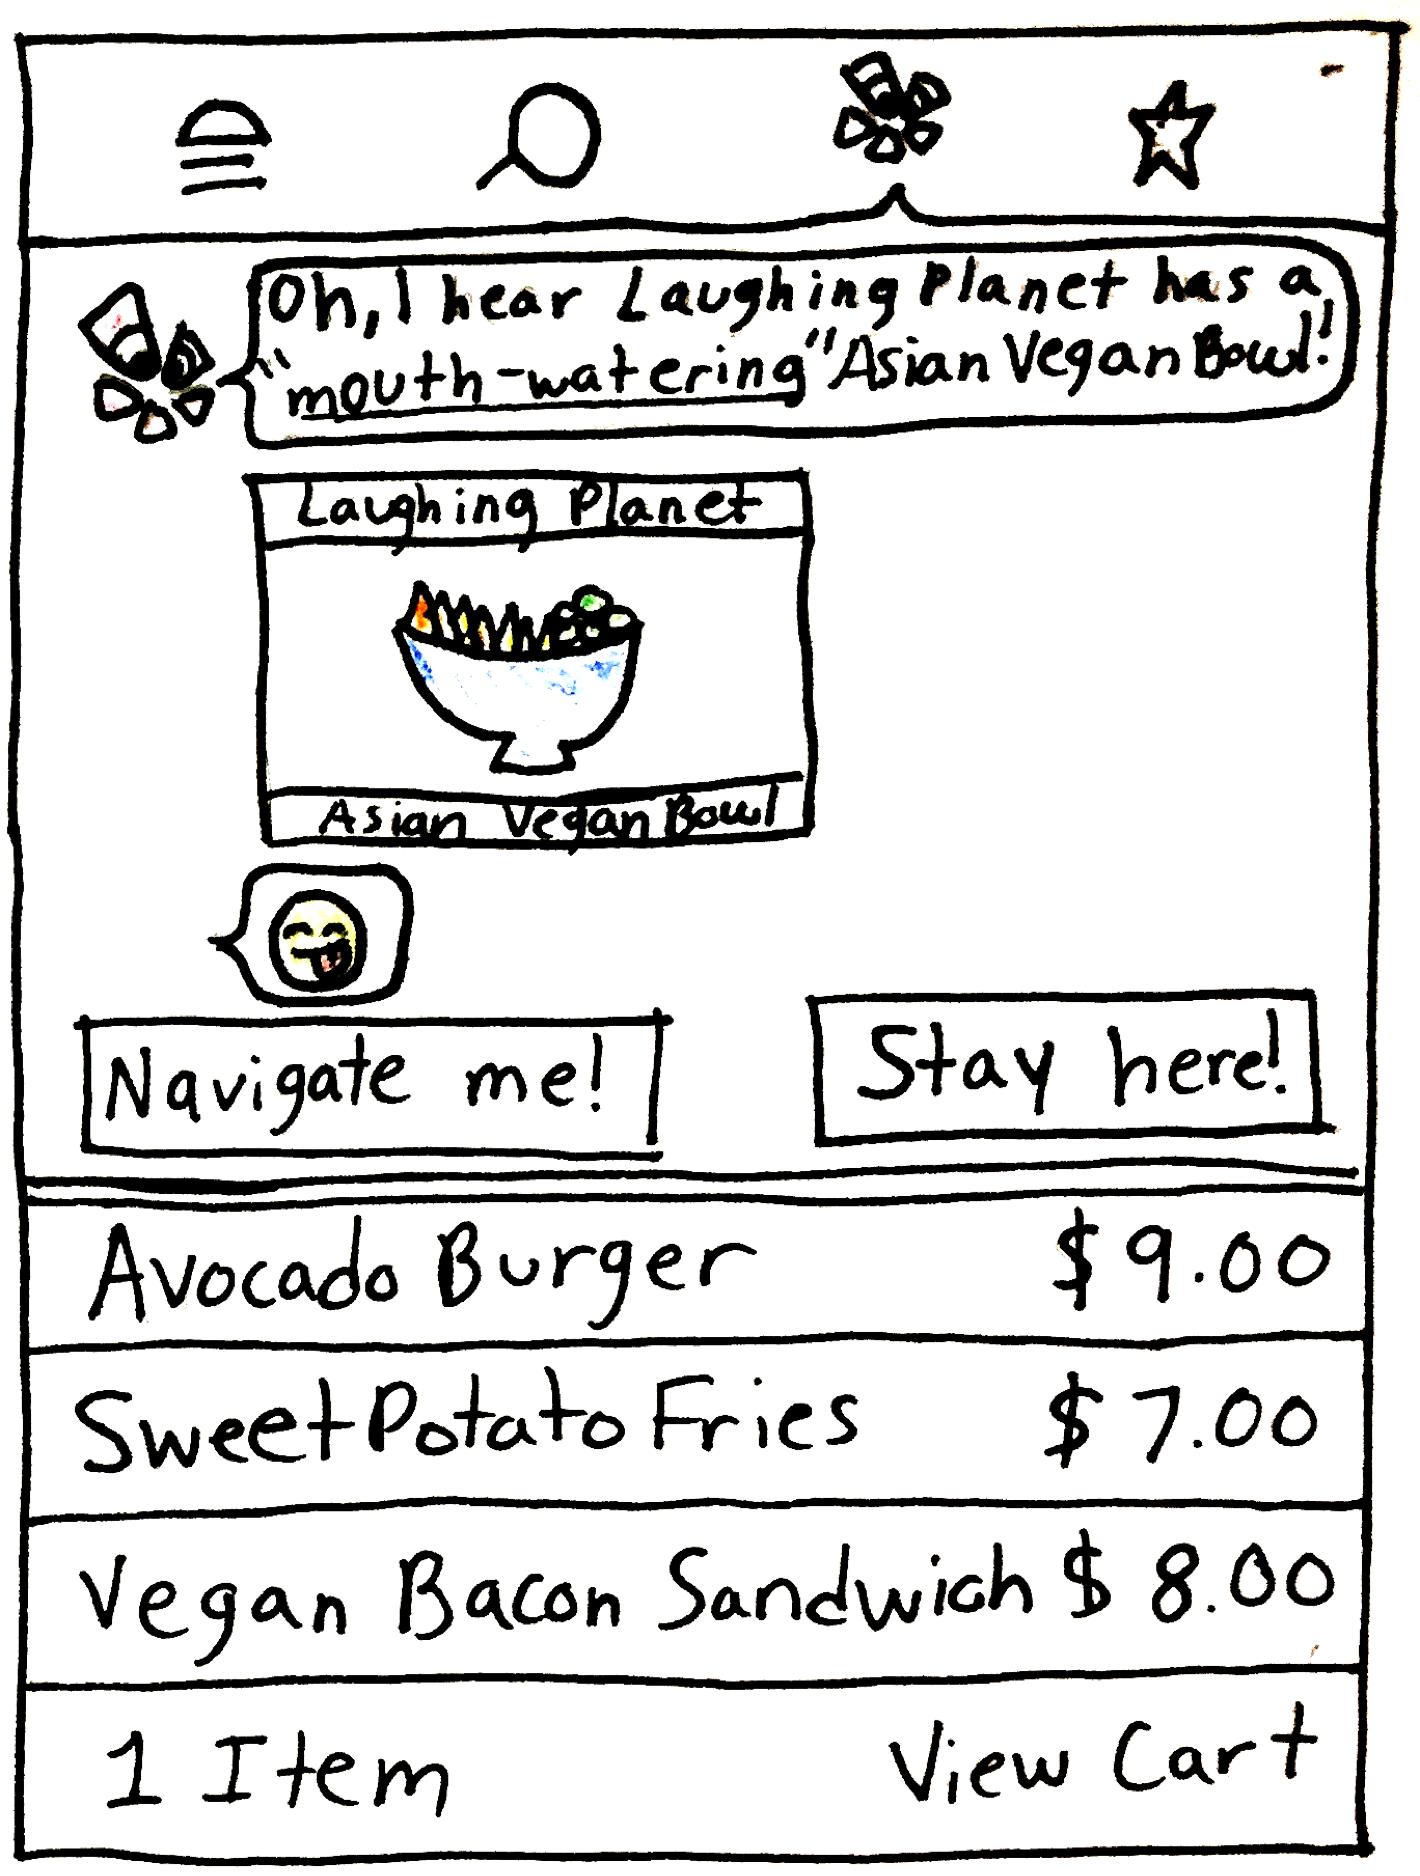 Oh, I hear Laughing Planet has a
"mouth-watering" Asian Vegan Bowl!
Laughing Planet
Asian Vegan Bowl
Navigate me!
Stay here!
Avocado Burger $9.00
Sweet Potato Fries $7.00
Vegan Bacon Sandwich $8.00
1 Item View Cart